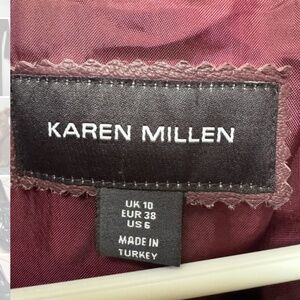 KAREN MILLEN
UK 10
EUR 38
US 6
MADE IN
TURKEY